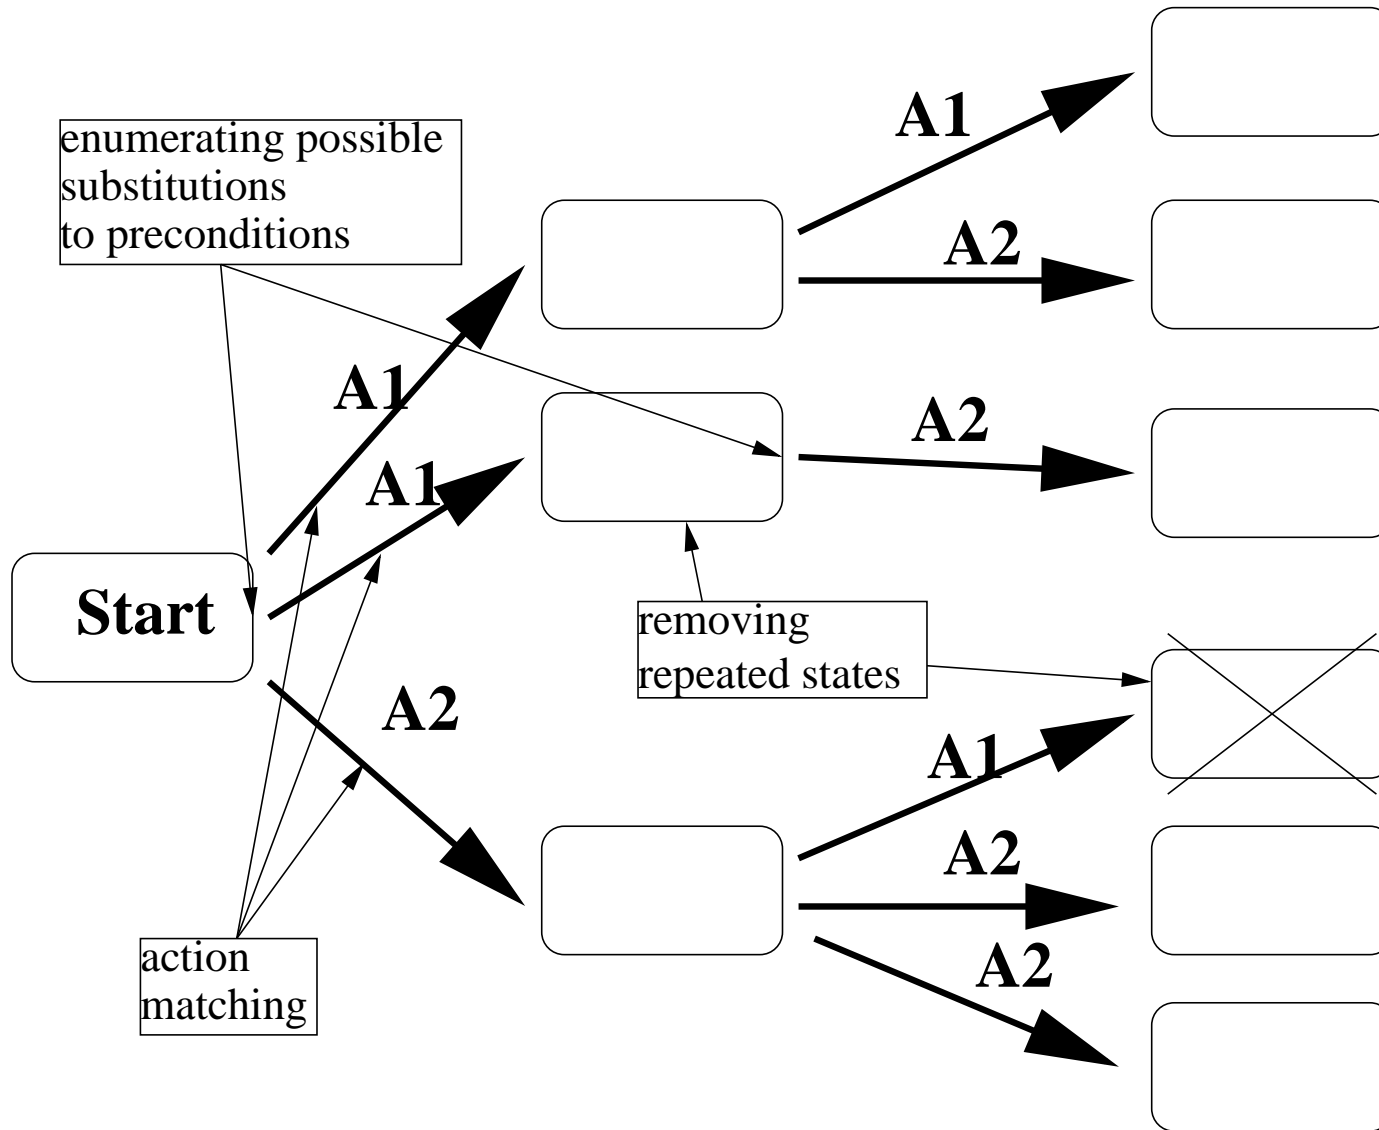 A1
enumerating possible
substitutions
to preconditions
A2
A1
A2
A1
Start
removing
repeated states
A2
A1
A2
action
matching
A2